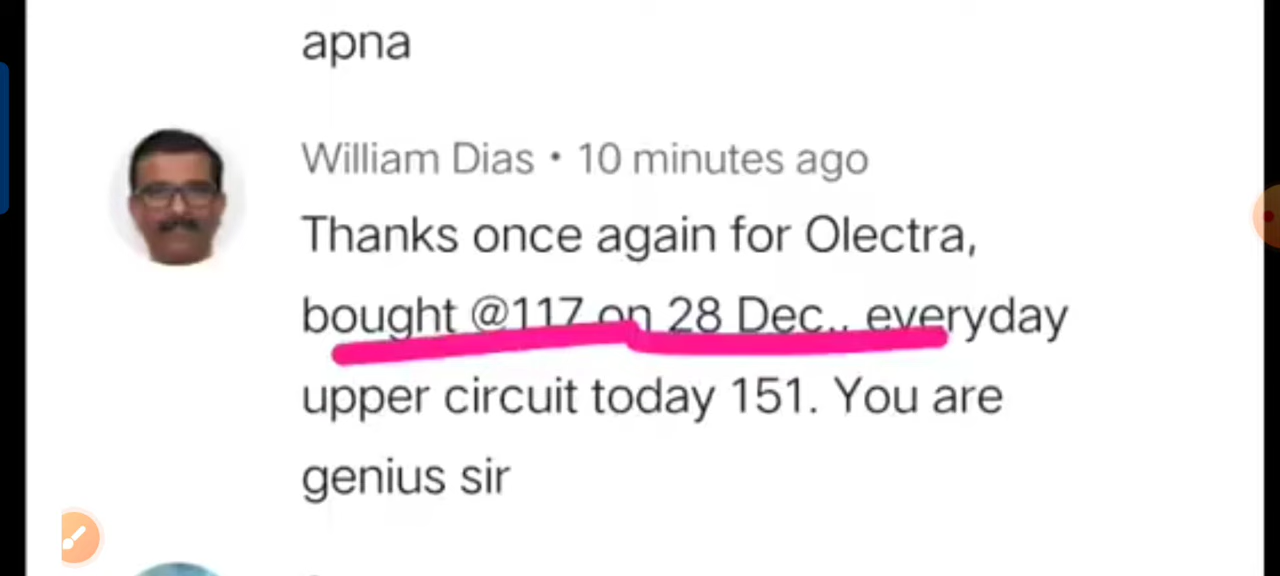 apna
William Dias • 10 minutes ago
Thanks once again for Olectra,
bought @117 on 28 Dec., everyday
upper circuit today 151. You are
genius sir